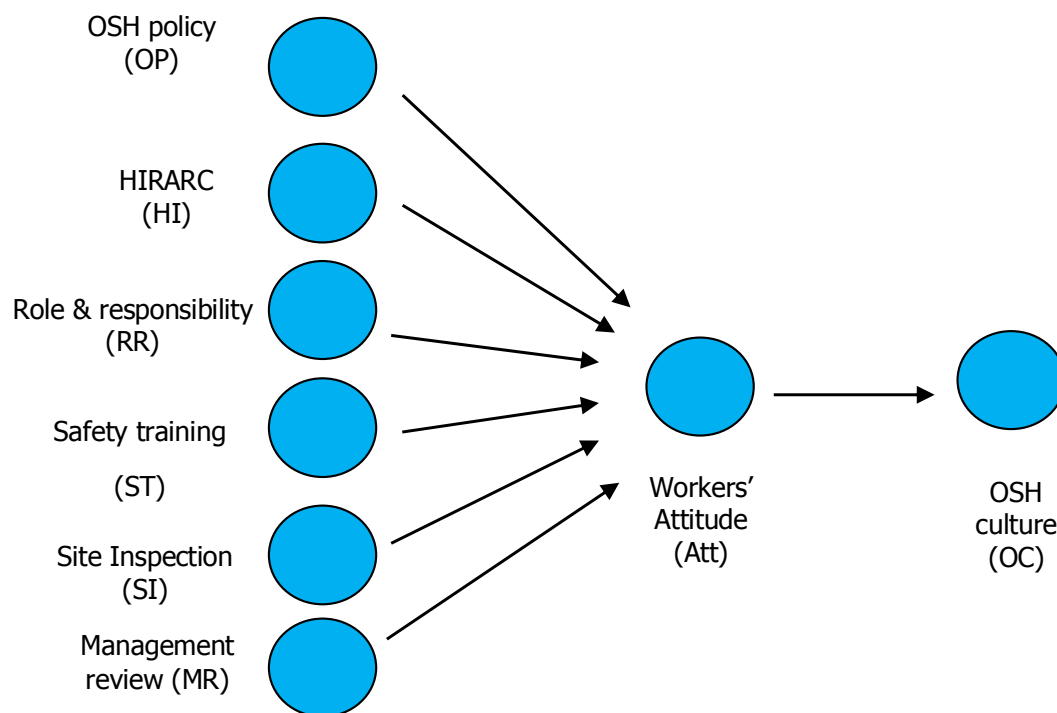 OSH policy
(OP)
HIRARC
(HI)
Role & responsibility
(RR)
Safety training
(ST)
Site Inspection
(SI)
Management
review (MR)
Workers’
Attitude
(Att)
OSH
culture
(OC)